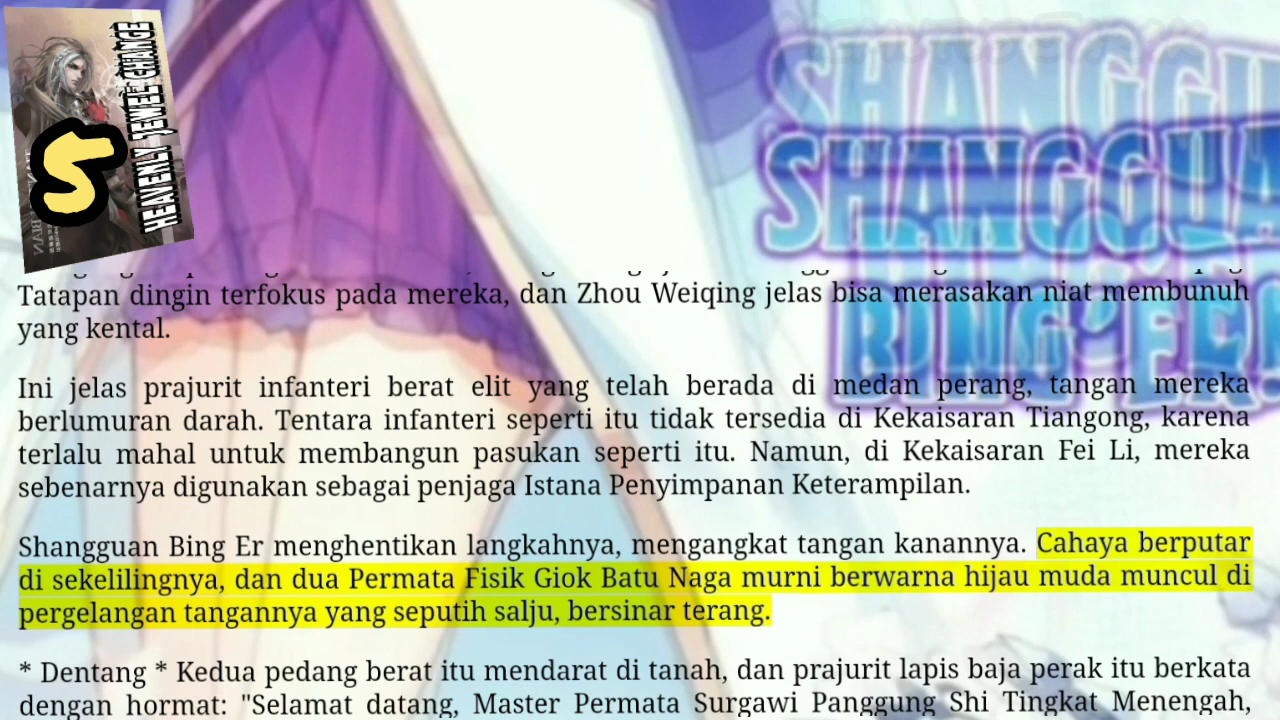 HEAVENLY JEWEL CHANGE
5
SHANGGU
SHANGGUA
BING ER
Tatapan dingin terfokus pada mereka, dan Zhou Weiqing jelas bisa merasakan niat membunuh
yang kental.
Ini jelas prajurit infanteri berat elit yang telah berada di medan perang, tangan mereka
berlumuran darah. Tentara infanteri seperti itu tidak tersedia di Kekaisaran Tiangong, karena
terlalu mahal untuk membangun pasukan seperti itu. Namun, di Kekaisaran Fei Li, mereka
sebenarnya digunakan sebagai penjaga Istana Penyimpanan Keterampilan.
Shangguan Bing Er menghentikan langkahnya, mengangkat tangan kanannya. Cahaya berputar
di sekelilingnya, dan dua Permata Fisik Giok Batu Naga murni berwarna hijau muda muncul di
pergelangan tangannya yang seputih salju, bersinar terang.
* Dentang * Kedua pedang berat itu mendarat di tanah, dan prajurit lapis baja perak itu berkata
dengan hormat: "Selamat datang, Master Permata Surgawi Panggung Shi Tingkat Menengah,